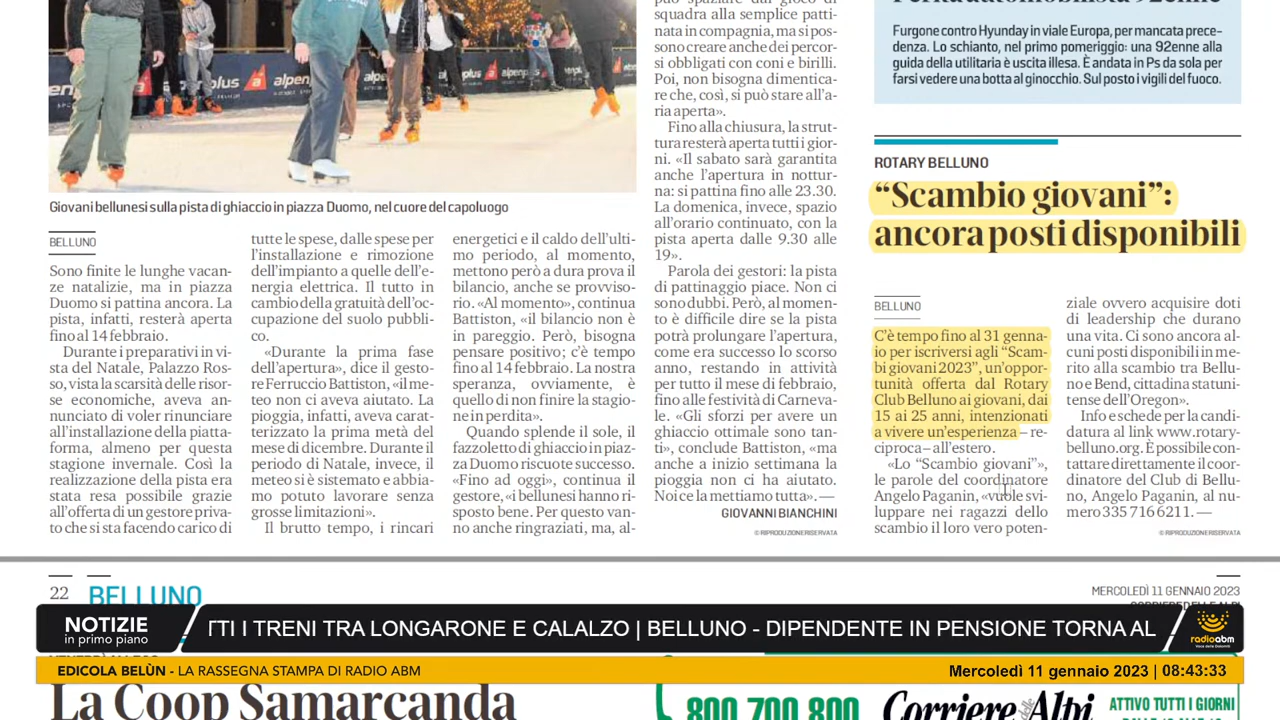 alpenplus
alpen
Giovani bellunesi sulla pista di ghiaccio in piazza Duomo, nel cuore del capoluogo
BELLUNO
Sono finite le lunghe vacan-
ze natalizie, ma in piazza
Duomo si pattina ancora. La
pista, infatti, resterà aperta
fino al 14 febbraio.
Durante i preparativi in vi-
sta del Natale, Palazzo Ros-
so, vista la scarsità delle risor-
se economiche, aveva an-
nunciato di voler rinunciare
all'installazione della piatta-
forma, almeno per questa
stagione invernale. Così la
realizzazione della pista era
stata resa possibile grazie
all'offerta di un gestore priva-
to che si sta facendo carico di
tutte le spese, dalle spese per
l'installazione e rimozione
dell'impianto a quelle dell'e-
nergia elettrica. Il tutto in
cambio della gratuità dell'oc-
cupazione del suolo pubbli-
co.
«Durante la prima fase
dell'apertura», dice il gesto-
re Ferruccio Battiston, «il me-
teo non ci aveva aiutato. La
pioggia, infatti, aveva carat-
terizzato la prima metà del
mese di dicembre. Durante il
periodo di Natale, invece, il
meteo si è sistemato e abbia-
mo potuto lavorare senza
grosse limitazioni».
Il brutto tempo, i rincari
energetici e il caldo dell'ulti-
mo periodo, al momento,
mettono però a dura prova il
bilancio, anche se provviso-
rio. «Al momento», continua
Battiston, «il bilancio non è
in pareggio. Però, bisogna
pensare positivo; c'è tempo
fino al 14 febbraio. La nostra
speranza, ovviamente, è
quello di non finire la stagio-
ne in perdita».
Quando splende il sole, il
fazzoletto di ghiaccio in piaz-
za Duomo riscuote successo.
«Fino ad oggi», continua il
gestore, «i bellunesi hanno ri-
sposto bene. Per questo van-
no anche ringraziati, ma, al-
può spaziare dal gioco di
squadra alla semplice patti-
nata in compagnia, ma si pos-
sono creare anche dei percor-
si obbligati con coni e birilli.
Poi, non bisogna dimentica-
re che, così, si può stare all'a-
ria aperta».
Fino alla chiusura, la strut-
tura resterà aperta tutti i gior-
ni. «Il sabato sarà garantita
anche l'apertura in nottur-
na: si pattina fino alle 23.30.
La domenica, invece, spazio
all'orario continuato, con la
pista aperta dalle 9.30 alle
19».
Parola dei gestori: la pista
di pattinaggio piace. Non ci
sono dubbi. Però, al momen-
to è difficile dire se la pista
potrà prolungare l'apertura,
come era successo lo scorso
anno, restando in attività
per tutto il mese di febbraio,
fino alle festività di Carneva-
le. «Gli sforzi per avere un
ghiaccio ottimale sono tan-
ti», conclude Battiston, «ma
anche a inizio settimana la
pioggia non ci ha aiutato.
Noi ce la mettiamo tutta». —
GIOVANNI BIANCHINI
© RIPRODUZIONE RISERVATA
Ferita automobilista 92enne
Furgone contro Hyunday in viale Europa, per mancata prece-
denza. Lo schianto, nel primo pomeriggio: una 92enne alla
guida della utilitaria è uscita illesa. È andata in Ps da sola per
farsi vedere una botta al ginocchio. Sul posto i vigili del fuoco.
ROTARY BELLUNO
“Scambio giovani”:
ancora posti disponibili
BELLUNO
C'è tempo fino al 31 genna-
io per iscriversi agli “Scam-
bi giovani 2023”, un'oppor-
tunità offerta dal Rotary
Club Belluno ai giovani, dai
15 ai 25 anni, intenzionati
a vivere un'esperienza – re-
ciproca – all'estero.
«Lo “Scambio giovani”»,
le parole del coordinatore
Angelo Paganin, «vuole svi-
luppare nei ragazzi dello
scambio il loro vero poten-
ziale ovvero acquisire doti
di leadership che durano
una vita. Ci sono ancora al-
cuni posti disponibili in me-
rito alla scambio tra Bellu-
no e Bend, cittadina statuni-
tense dell'Oregon».
Info e schede per la candi-
datura al link www.rotary-
belluno.org. È possibile con-
tattare direttamente il coor-
dinatore del Club di Bellu-
no, Angelo Paganin, al nu-
mero 335 716 6211. —
© RIPRODUZIONE RISERVATA
22 BELLUNO
MERCOLEDÌ 11 GENNAIO 2023
CORRIERE DELLE ALPI
NOTIZIE
in primo piano
TTI I TRENI TRA LONGARONE E CALALZO | BELLUNO - DIPENDENTE IN PENSIONE TORNA AL
radioabm
Voce delle Dolomiti
EDICOLA BELÙN - LA RASSEGNA STAMPA DI RADIO ABM
Mercoledì 11 gennaio 2023 | 08:43:33
La Coop Samarcanda
800.700.800
Corriere delle Alpi
ATTIVO TUTTI I GIORNI